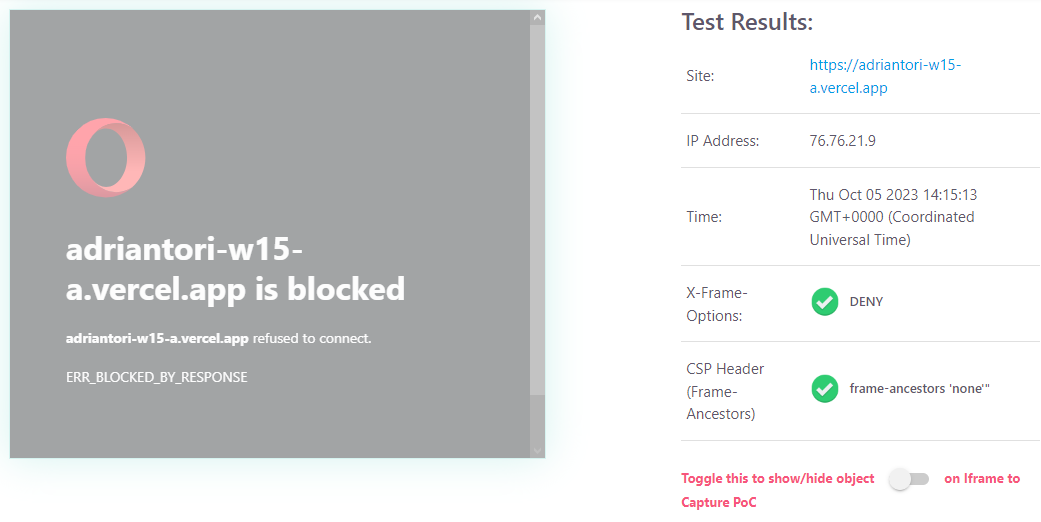 adriantori-w15-
a.vercel.app is blocked
adriantori-w15-a.vercel.app refused to connect.
ERR_BLOCKED_BY_RESPONSE
Test Results:
Site:
https://adriantori-w15-
a.vercel.app
IP Address:
76.76.21.9
Time:
Thu Oct 05 2023 14:15:13
GMT+0000 (Coordinated
Universal Time)
X-Frame-
Options:
DENY
CSP Header
(Frame-
Ancestors)
frame-ancestors 'none'"
Toggle this to show/hide object on Iframe to
Capture PoC